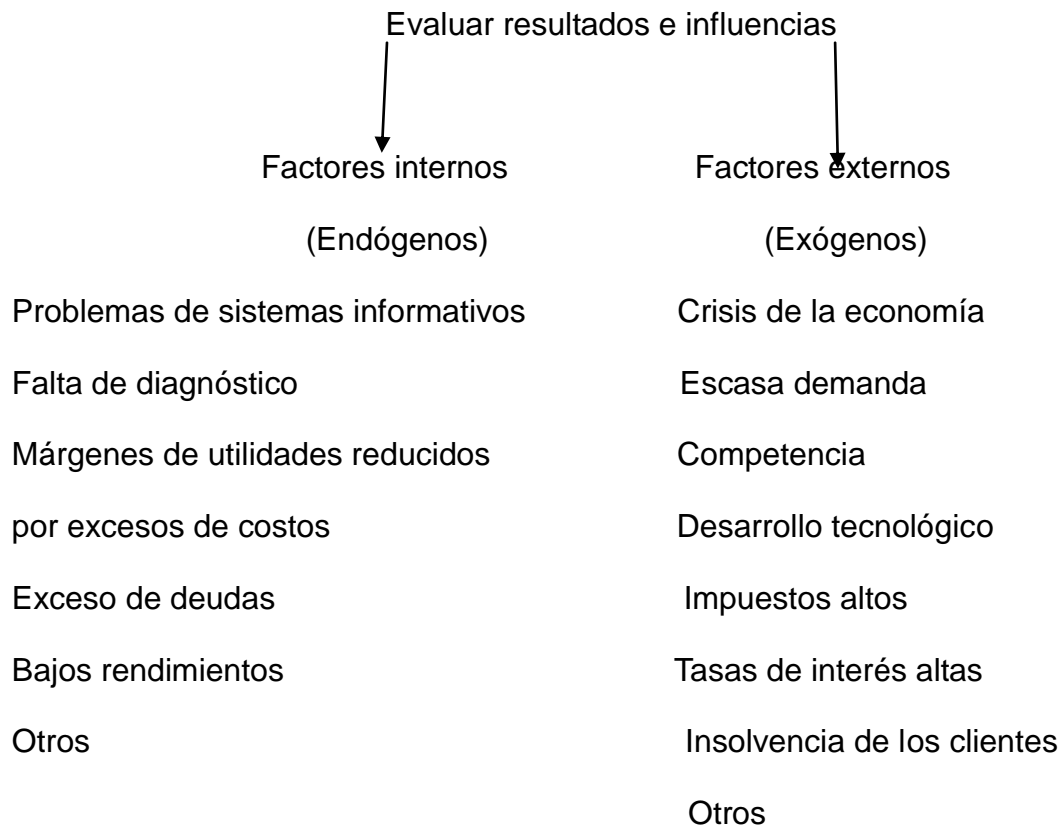 Evaluar resultados e influencias
Factores internos
(Endógenos)
Problemas de sistemas informativos
Falta de diagnóstico
Márgenes de utilidades reducidos
por excesos de costos
Exceso de deudas
Bajos rendimientos
Otros
Factores externos
(Exógenos)
Crisis de la economía
Escasa demanda
Competencia
Desarrollo tecnológico
Impuestos altos
Tasas de interés altas
Insolvencia de los clientes
Otros